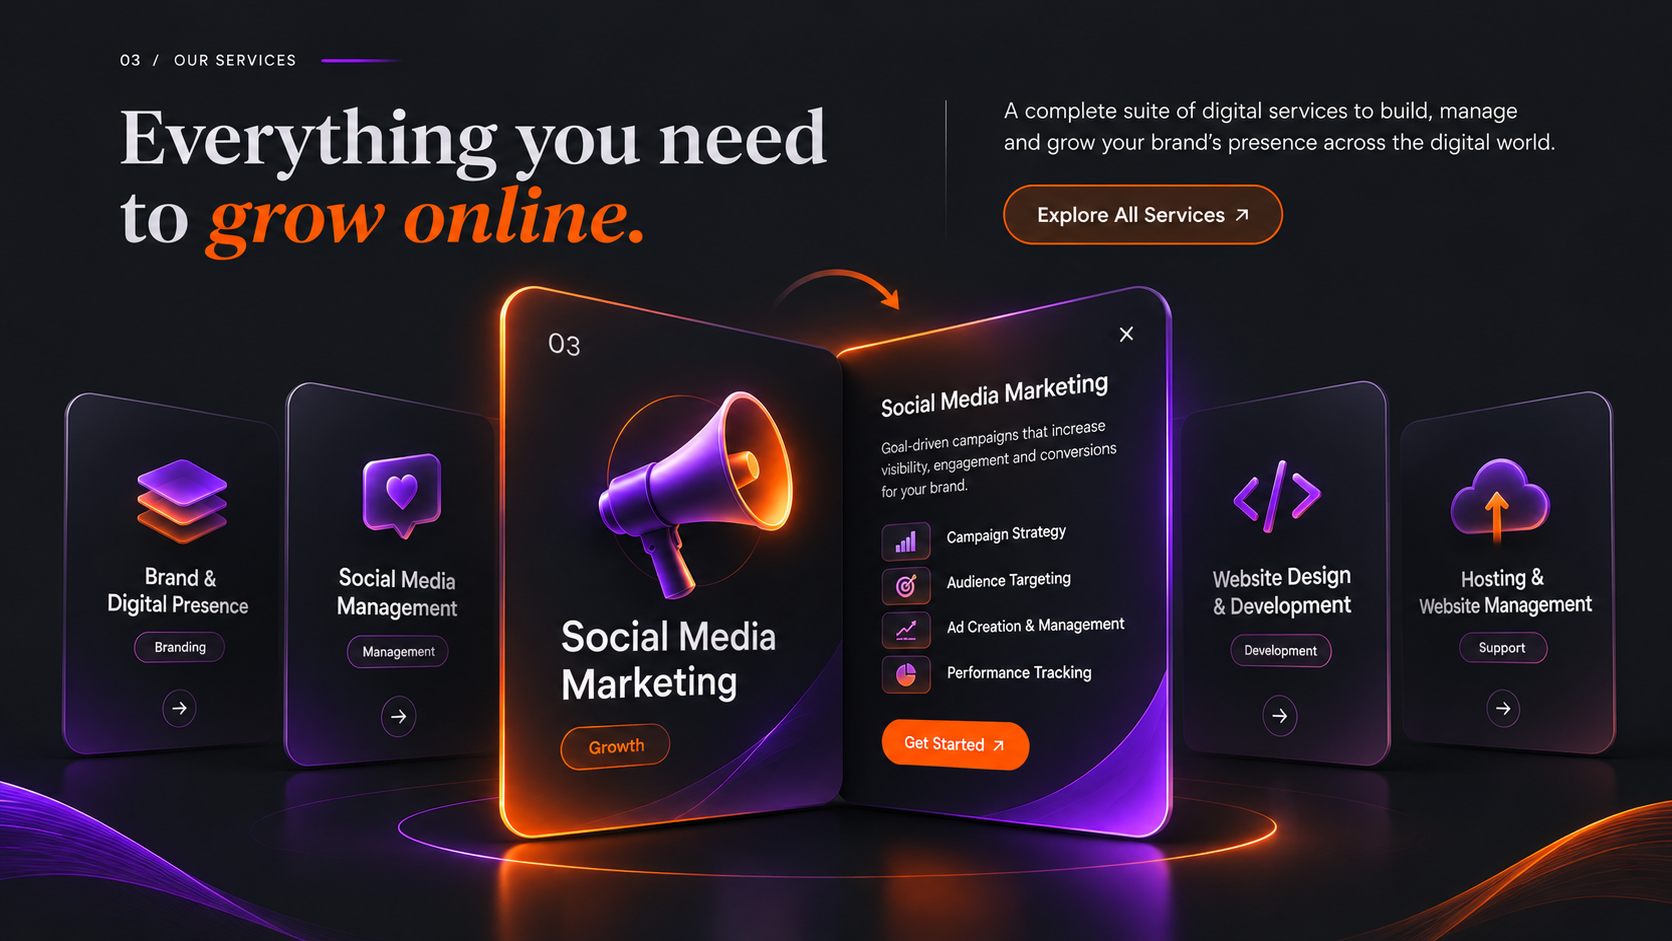 03 / OUR SERVICES
Everything you need
to grow online.
A complete suite of digital services to build, manage
and grow your brand’s presence across the digital world.
Explore All Services ↗
Brand &
Digital Presence
Branding
→
Social Media
Management
Management
→
03
Social Media
Marketing
Growth
×
Social Media Marketing
Goal-driven campaigns that increase
visibility, engagement and conversions
for your brand.
Campaign Strategy
Audience Targeting
Ad Creation & Management
Performance Tracking
Get Started ↗
Website Design
& Development
Development
→
Hosting &
Website Management
Support
→